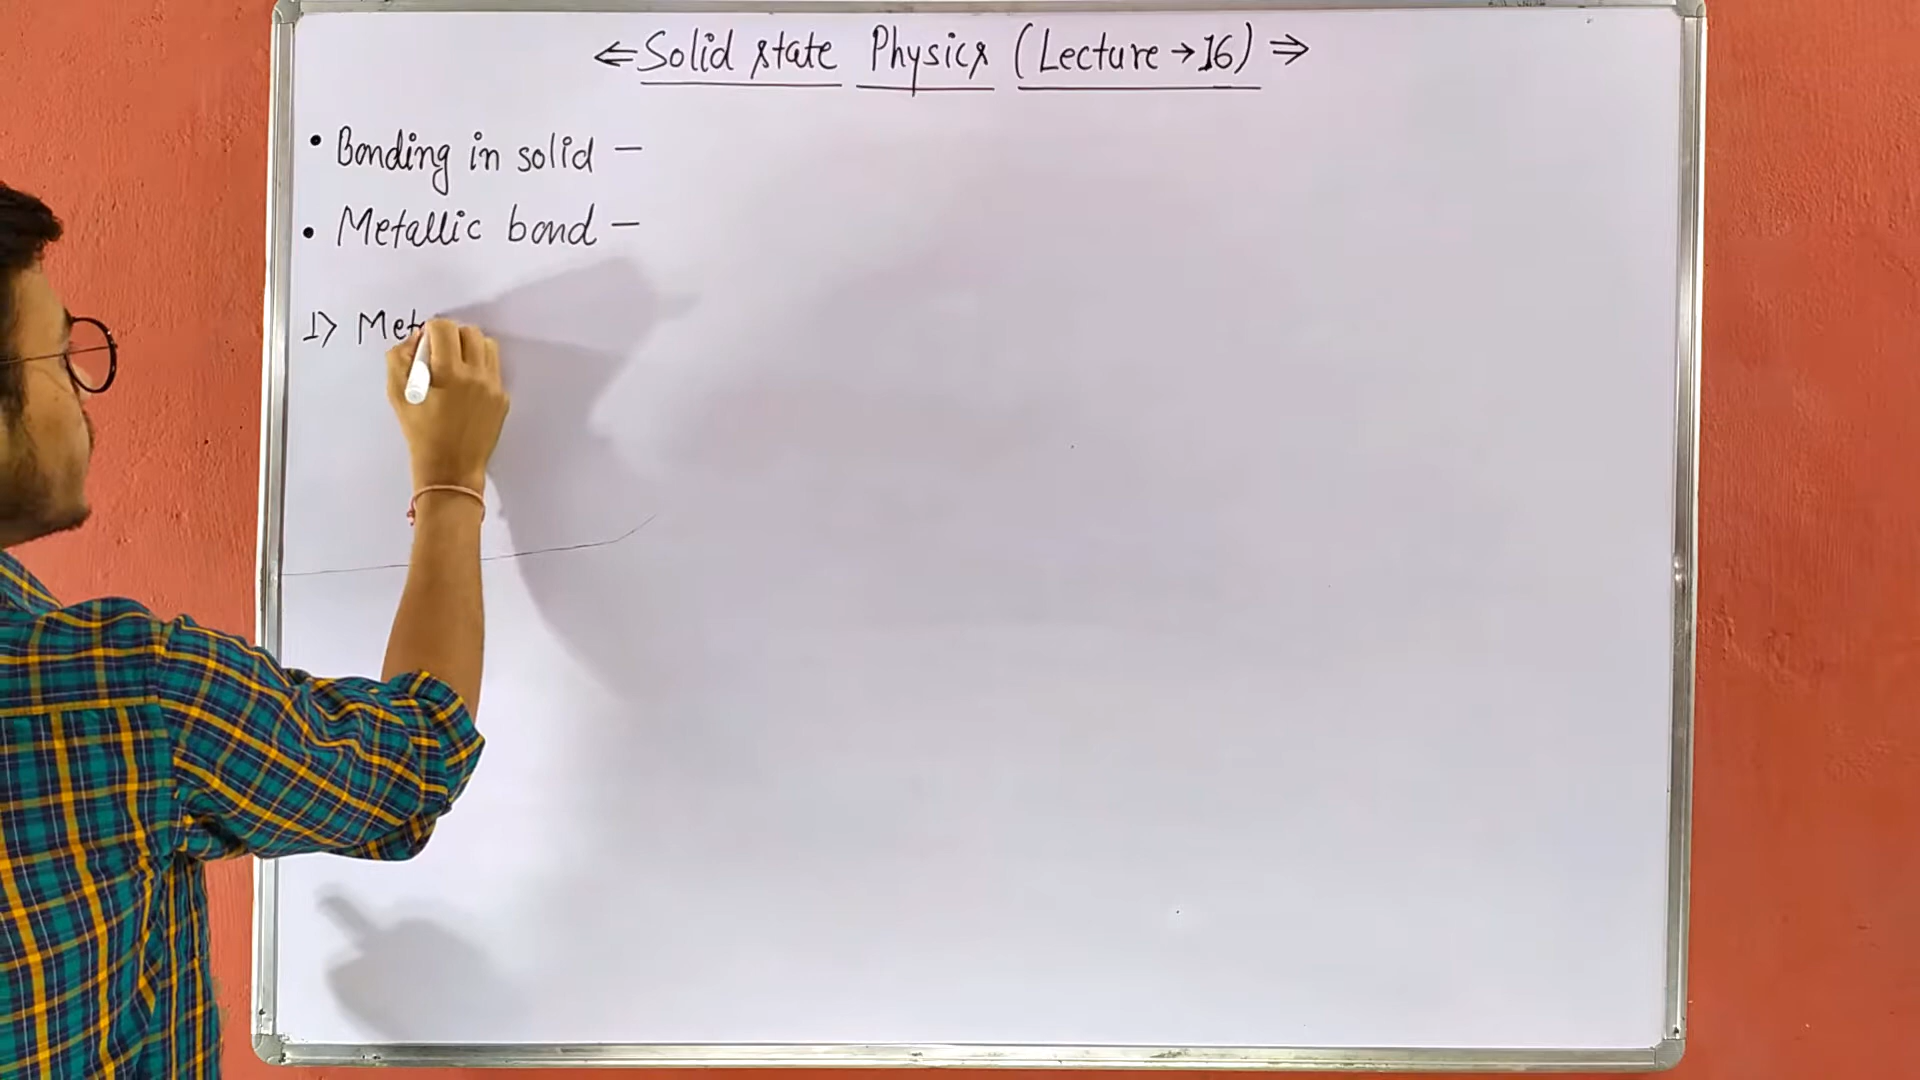 ⇐ Solid state Physics (Lecture → 16) ⇒
• Bonding in solid –
• Metallic bond –
1) Met